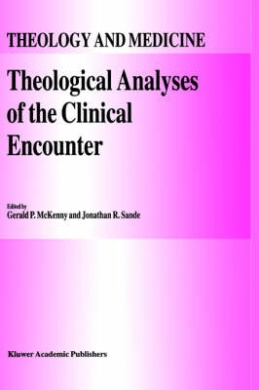 THEOLOGY AND MEDICINE
Theological Analyses
of the Clinical
Encounter
Edited by
Gerald P. McKenny and Jonathan R. Sande
Kluwer Academic Publishers